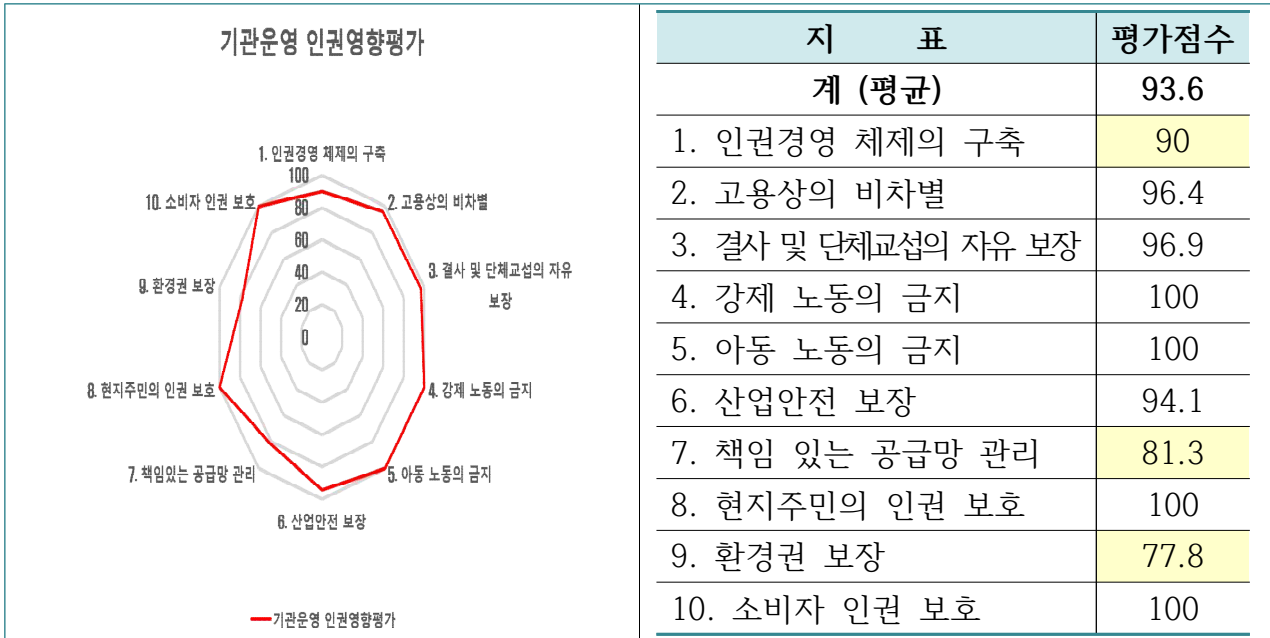 기관운영 인권영향평가
1. 인권경영 체제의 구축
100
10. 소비자 인권 보호
80
2. 고용상의 비차별
60
40
3. 결사 및 단체교섭의 자유
보장
9. 환경권 보장
20
0
8. 현지주민의 인권 보호
4. 강제 노동의 금지
7. 책임있는 공급망 관리
5. 아동 노동의 금지
6. 산업안전 보장
기관운영 인권영향평가
지 표 평가점수
계 (평균) 93.6
1. 인권경영 체제의 구축 90
2. 고용상의 비차별 96.4
3. 결사 및 단체교섭의 자유 보장 96.9
4. 강제 노동의 금지 100
5. 아동 노동의 금지 100
6. 산업안전 보장 94.1
7. 책임 있는 공급망 관리 81.3
8. 현지주민의 인권 보호 100
9. 환경권 보장 77.8
10. 소비자 인권 보호 100